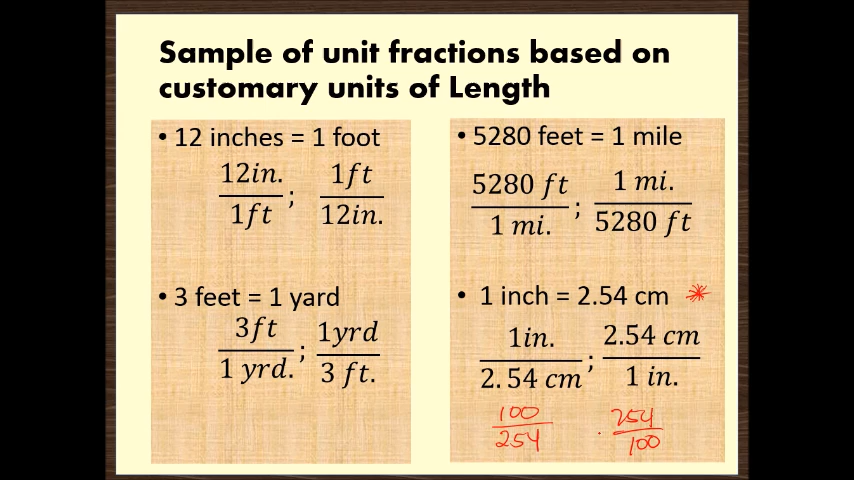 Sample of unit fractions based on
customary units of Length
• 12 inches = 1 foot
12in. / 1ft ; 1ft / 12in.
• 3 feet = 1 yard
3ft / 1 yrd. ; 1yrd / 3 ft.
• 5280 feet = 1 mile
5280 ft / 1 mi. ; 1 mi. / 5280 ft
• 1 inch = 2.54 cm *
1in. / 2.54 cm ; 2.54 cm / 1 in.
100 / 254 254 / 100